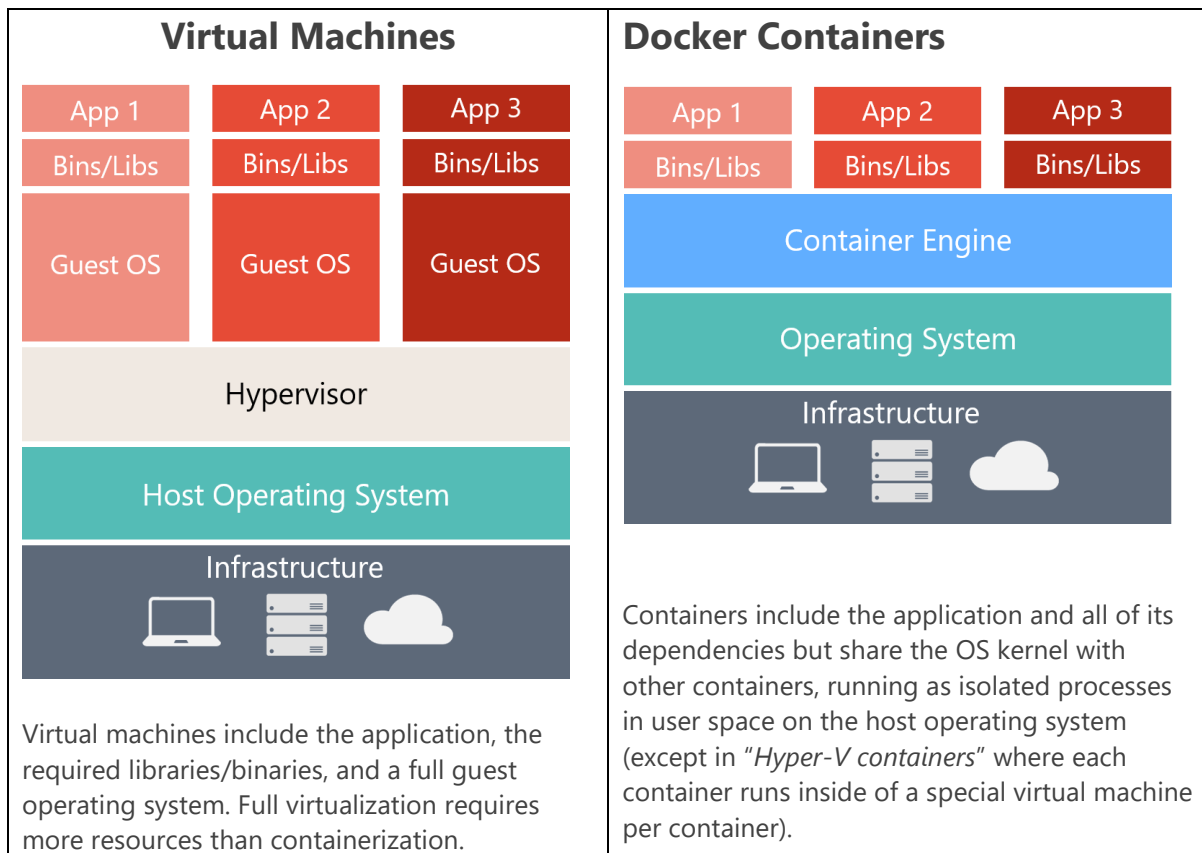 Virtual Machines
App 1
App 2
App 3
Bins/Libs
Bins/Libs
Bins/Libs
Guest OS
Guest OS
Guest OS
Hypervisor
Host Operating System
Infrastructure
Virtual machines include the application, the
required libraries/binaries, and a full guest
operating system. Full virtualization requires
more resources than containerization.
Docker Containers
App 1
App 2
App 3
Bins/Libs
Bins/Libs
Bins/Libs
Container Engine
Operating System
Infrastructure
Containers include the application and all of its
dependencies but share the OS kernel with
other containers, running as isolated processes
in user space on the host operating system
(except in “Hyper-V containers” where each
container runs inside of a special virtual machine
per container).